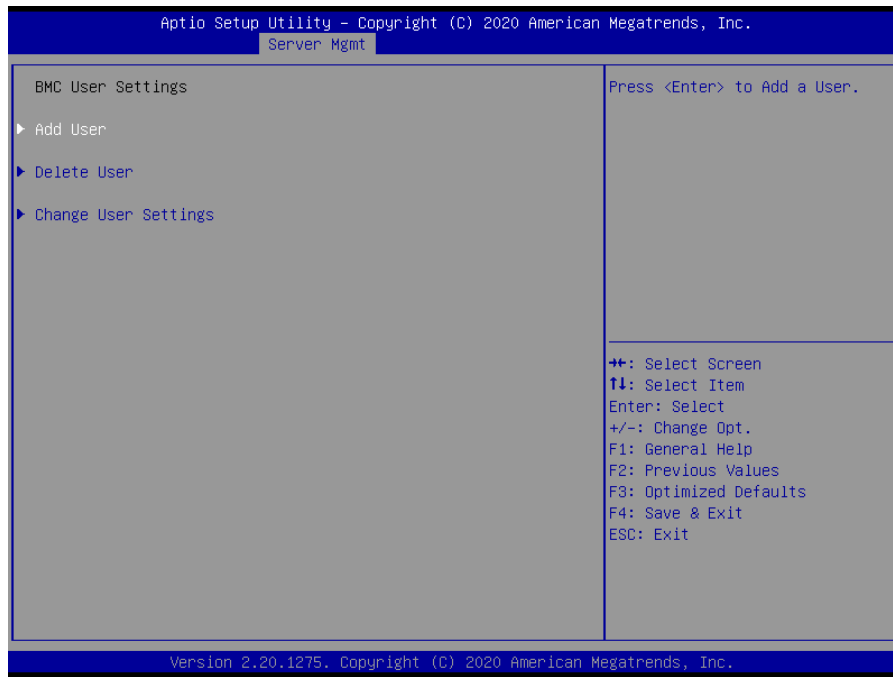 Aptio Setup Utility – Copyright (C) 2020 American Megatrends, Inc.
Server Mgmt
BMC User Settings
Add User
Delete User
Change User Settings
Press <Enter> to Add a User.
→←: Select Screen
↑↓: Select Item
Enter: Select
+/-: Change Opt.
F1: General Help
F2: Previous Values
F3: Optimized Defaults
F4: Save & Exit
ESC: Exit
Version 2.20.1275. Copyright (C) 2020 American Megatrends, Inc.